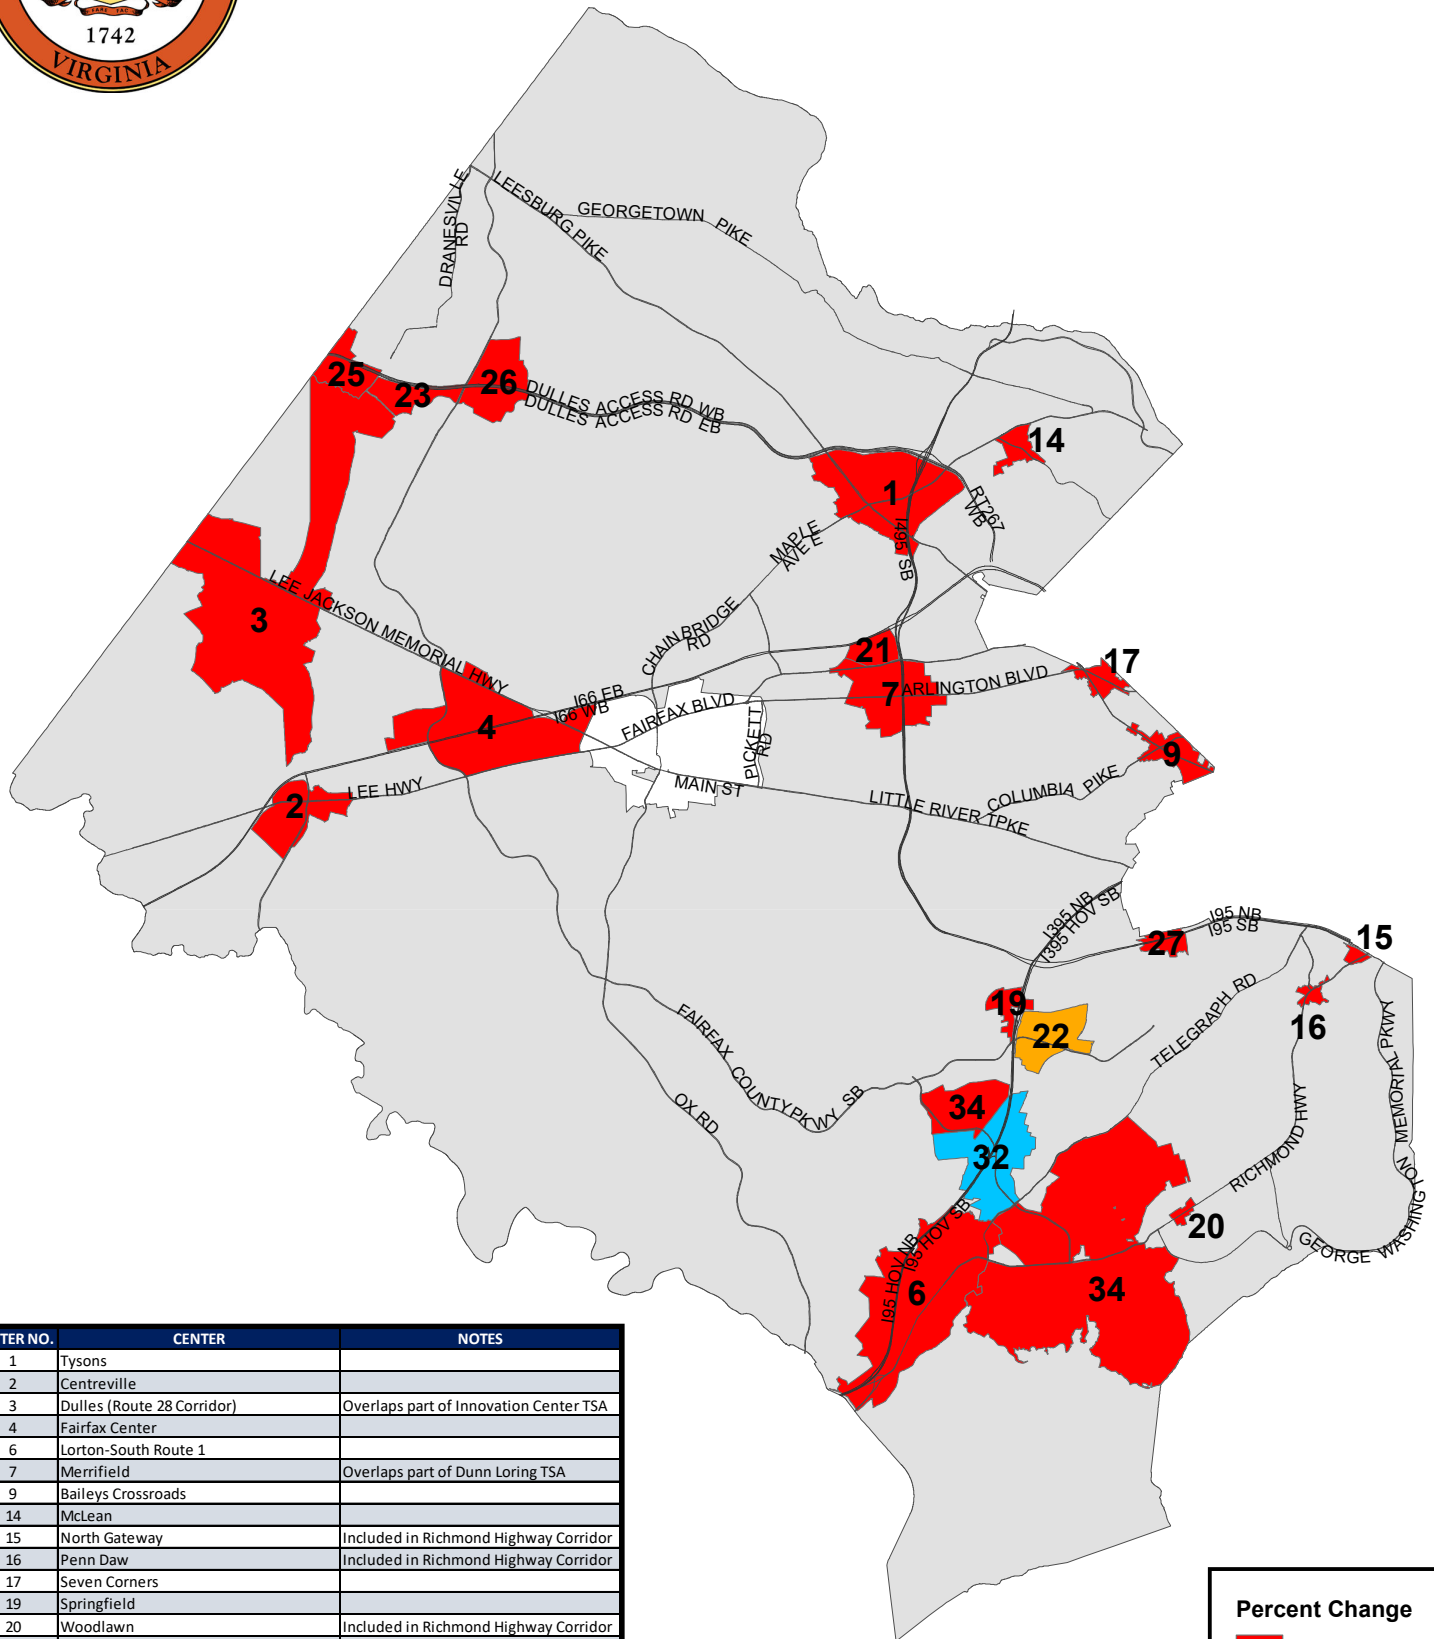 1742
VIRGINIA
DRANESVILLE
RD
LEESBURG PIKE
GEORGETOWN PIKE
25
23
26
DULLES ACCESS RD WB
DULLES ACCESS RD EB
14
1
RT267
WB
I495 SB
MAPLE
AVE E
3
LEE JACKSON MEMORIAL HWY
CHAIN BRIDGE
RD
21
17
7
ARLINGTON BLVD
I66 EB
I66 WB
4
FAIRFAX BLVD
PICKETT
RD
9
2
LEE HWY
MAIN ST
LITTLE RIVER TPKE
COLUMBIA PIKE
I395 NB
I395 HOV SB
I95 NB
I95 SB
27
15
19
22
TELEGRAPH RD
16
FAIRFAX COUNTY PKWY SB
OX RD
34
32
RICHMOND HWY
MEMORIAL PKWY
GEORGE WASHINGTON
20
I95 HOV NB
I95 HOV SB
6
34
TER NO. CENTER NOTES
1 Tysons
2 Centreville
3 Dulles (Route 28 Corridor) Overlaps part of Innovation Center TSA
4 Fairfax Center
6 Lorton-South Route 1
7 Merrifield Overlaps part of Dunn Loring TSA
9 Baileys Crossroads
14 McLean
15 North Gateway Included in Richmond Highway Corridor
16 Penn Daw Included in Richmond Highway Corridor
17 Seven Corners
19 Springfield
20 Woodlawn Included in Richmond Highway Corridor
Percent Change